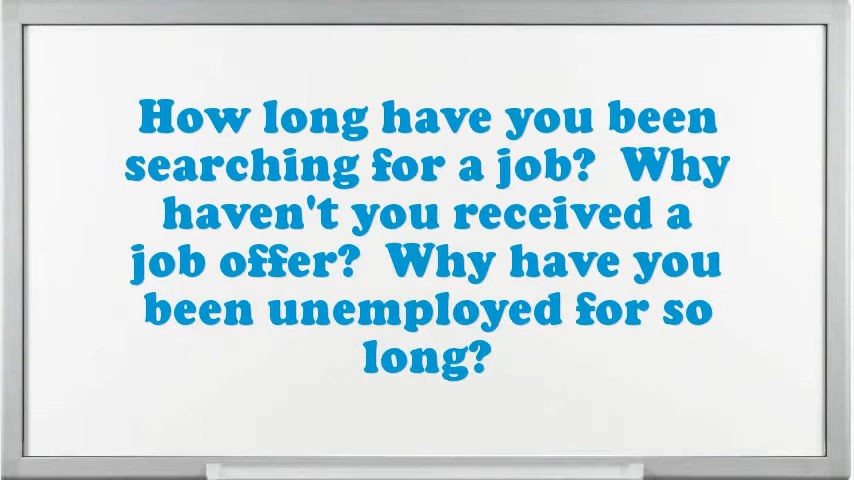 How long have you been
searching for a job?  Why
haven't you received a
job offer?  Why have you
been unemployed for so
long?